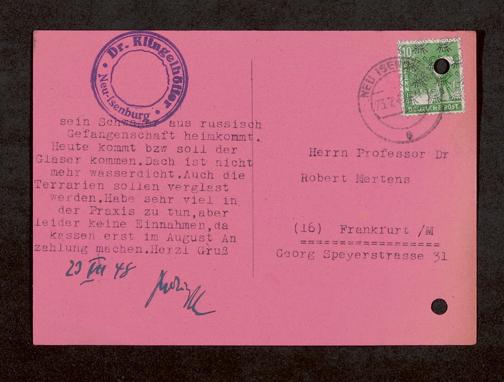 Dr. Klingelhöffer
Neu-Isenburg
sein Schwager aus russisch
Gefangenschaft heimkommt.
Heute kommt bzw soll der
Glaser kommen. Dach ist nicht
mehr wasserdicht. Auch die
Terrarien sollen verglast
werden. Habe sehr viel in
der Praxis zu tun, aber
leider keine Einnahmen, da
kassen erst im August An
zahlung machen. Herzl Gruß
23 VII 48
NEU-ISENBURG
10
DEUTSCHE POST
Herrn Professor Dr
Robert Mertens
(16) Frankfurt /M
=================
Georg Speyerstrasse 31